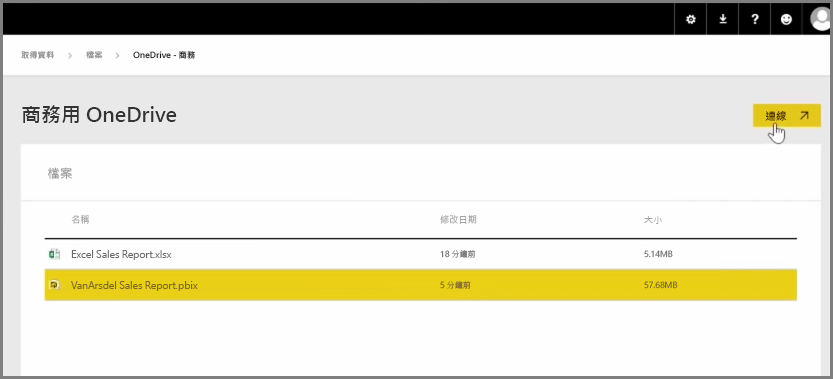 取得資料 > 檔案 > OneDrive - 商務
商務用 OneDrive
連線
檔案
名稱 修改日期 大小
Excel Sales Report.xlsx 18 分鐘前 5.14MB
VanArsdel Sales Report.pbix 5 分鐘前 57.68MB